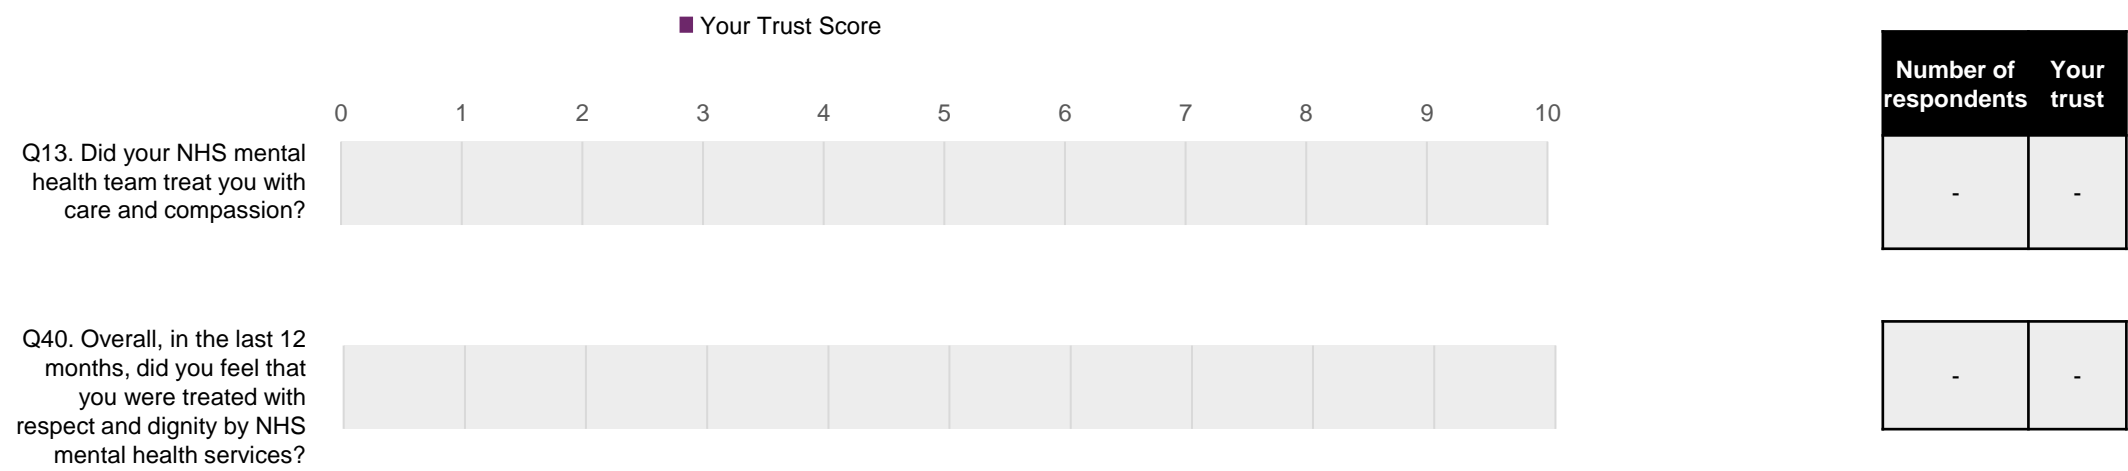 Your Trust Score
Number of Your
respondents trust
0 1 2 3 4 5 6 7 8 9 10
Q13. Did your NHS mental
health team treat you with
care and compassion?
- -
Q40. Overall, in the last 12
months, did you feel that
you were treated with
respect and dignity by NHS
mental health services?
- -